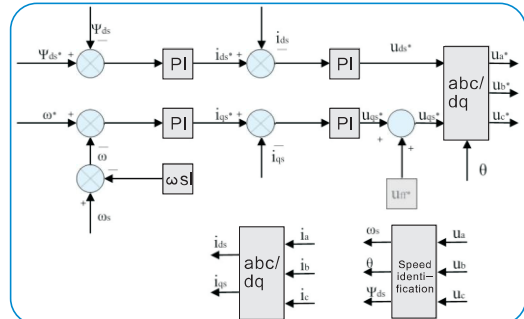 Ψds
ids
Ψds* + PI ids* + PI uds* abc/ dq ua*
ub*
uc*
ω* + PI iqs* + PI uqs* uqs*
+ +
ω iqs θ
ωsl uff*
+
ωs
ids abc/ dq ia
ib
iqs ic
ωs Speed identi- fication ua
θ ub
Ψds uc